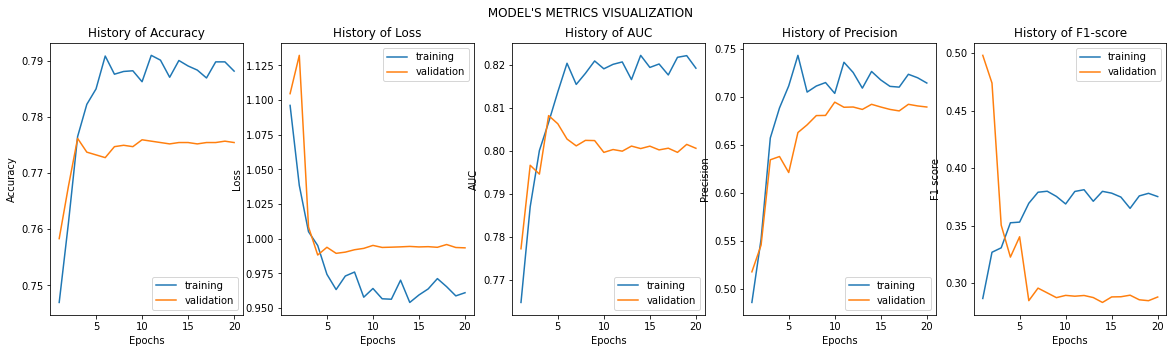 MODEL'S METRICS VISUALIZATION
History of Accuracy
Accuracy
0.79
0.78
0.77
0.76
0.75
5
10
15
20
Epochs
training
validation
History of Loss
Loss
1.125
1.100
1.075
1.050
1.025
1.000
0.975
0.950
5
10
15
20
Epochs
training
validation
History of AUC
AUC
0.82
0.81
0.80
0.79
0.78
0.77
5
10
15
20
Epochs
training
validation
History of Precision
Precision
0.75
0.70
0.65
0.60
0.55
0.50
5
10
15
20
Epochs
training
validation
History of F1-score
F1 score
0.50
0.45
0.40
0.35
0.30
5
10
15
20
Epochs
training
validation